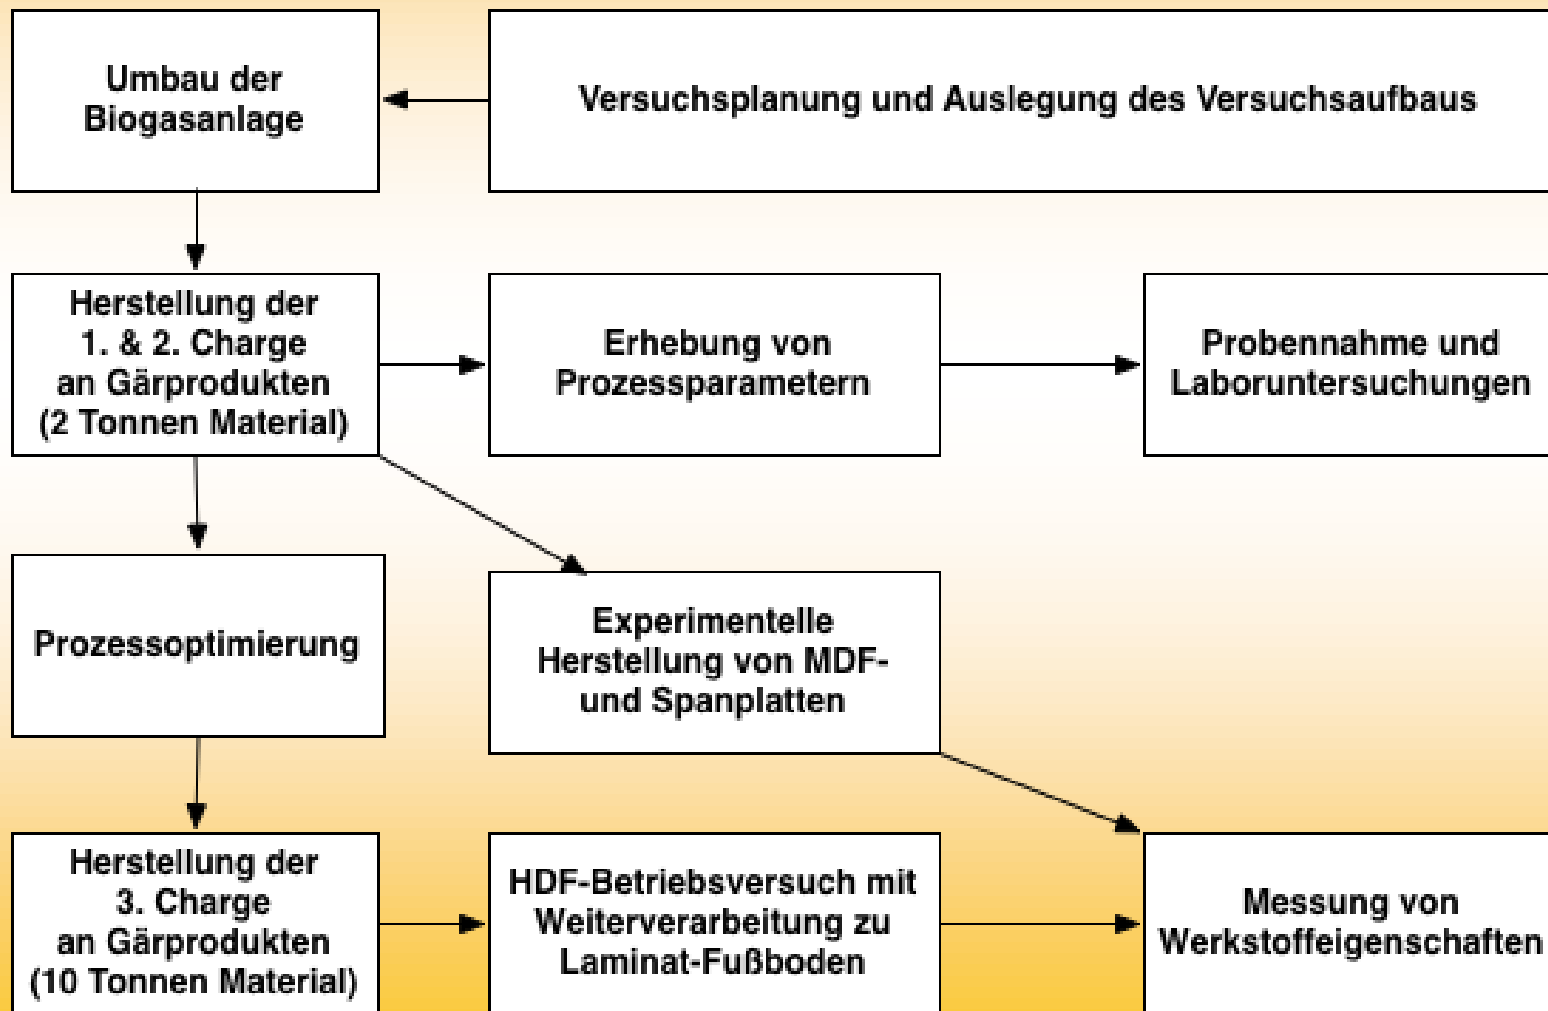 Umbau der
Biogasanlage
Versuchsplanung und Auslegung des Versuchsaufbaus
Herstellung der
1. & 2. Charge
an Gärprodukten
(2 Tonnen Material)
Erhebung von
Prozessparametern
Probennahme und
Laboruntersuchungen
Prozessoptimierung
Experimentelle
Herstellung von MDF-
und Spanplatten
Herstellung der
3. Charge
an Gärprodukten
(10 Tonnen Material)
HDF-Betriebsversuch mit
Weiterverarbeitung zu
Laminat-Fußboden
Messung von
Werkstoffeigenschaften